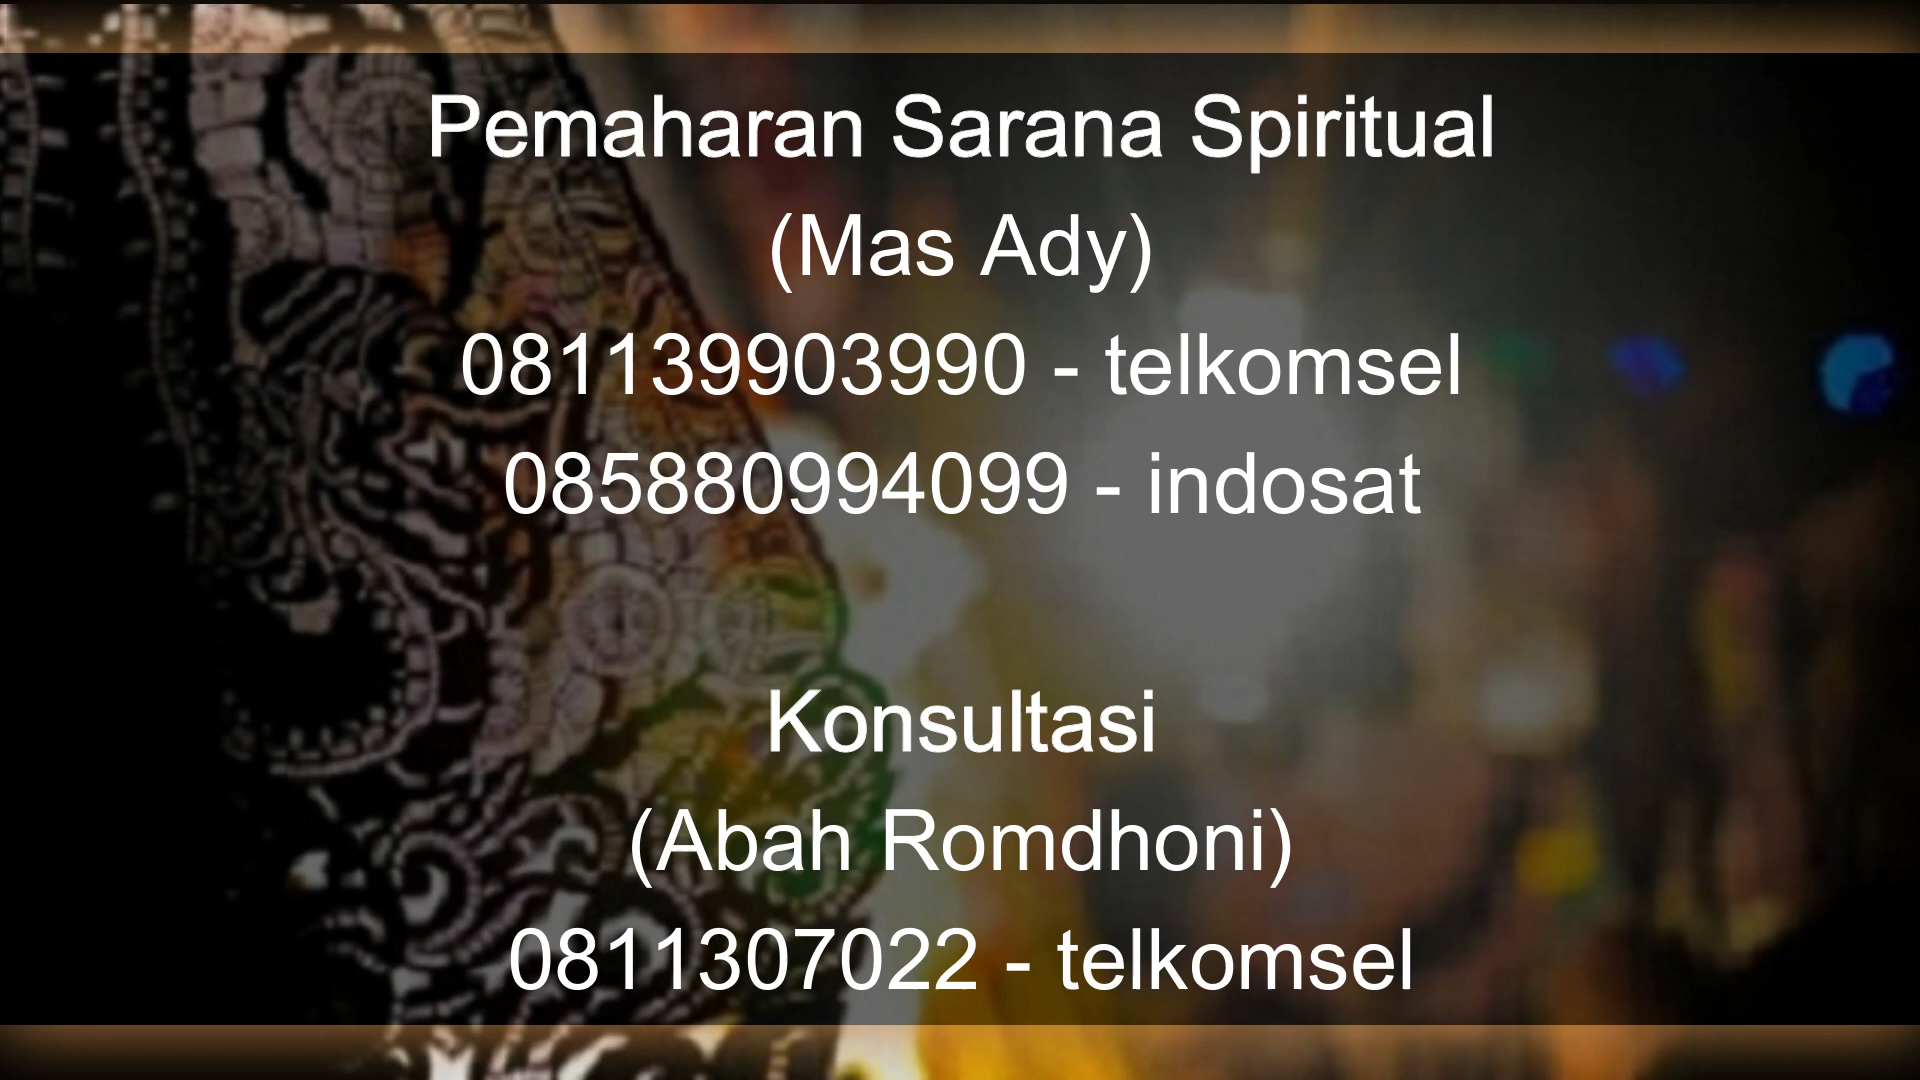 Pemaharan Sarana Spiritual
(Mas Ady)
081139903990 - telkomsel
085880994099 - indosat
Konsultasi
(Abah Romdhoni)
0811307022 - telkomsel